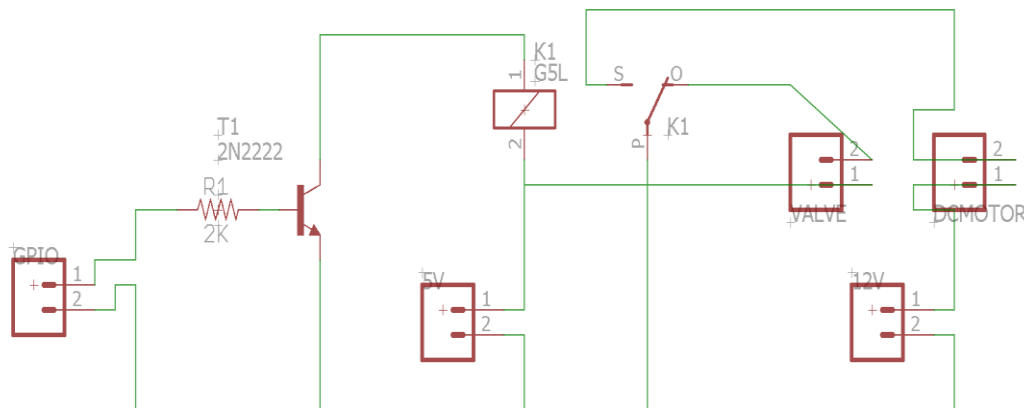 K1
G5L
1
2
S
O
P
K1
T1
2N2222
R1
2K
GPIO
1
2
5V
1
2
VALVE
2
1
DCMOTOR
2
1
12V
1
2